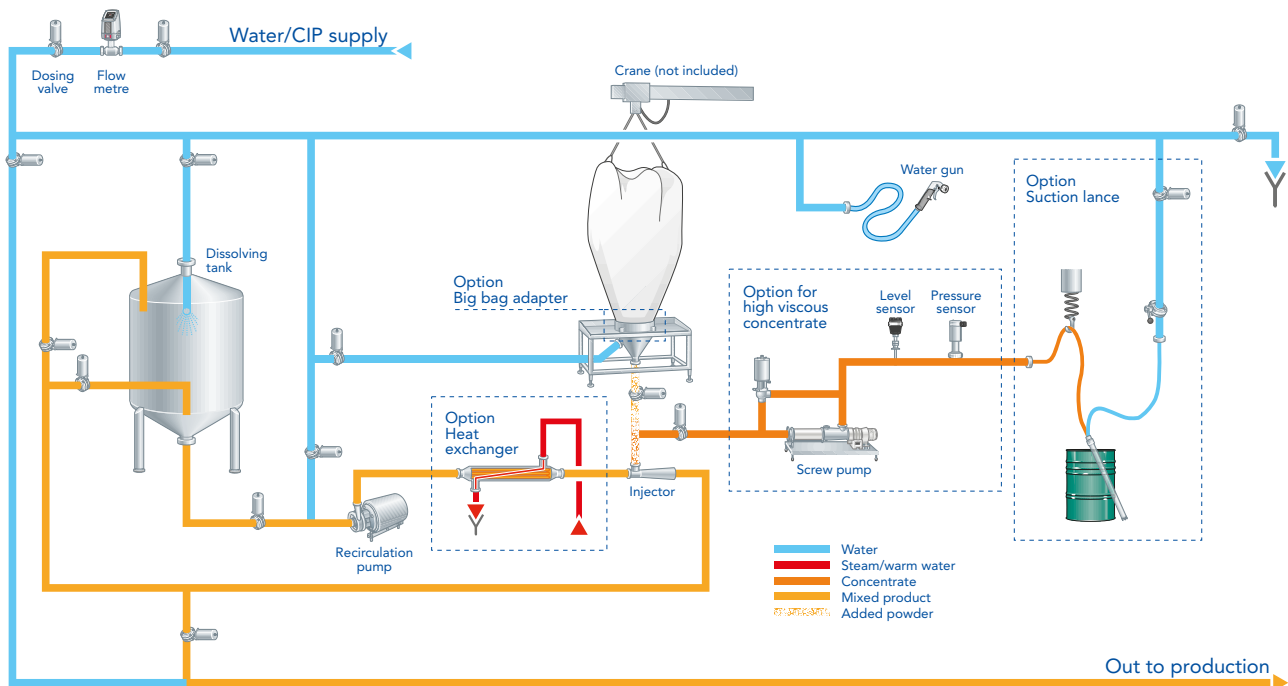 Water/CIP supply
Dosing
valve
Flow
metre
Crane (not included)
Water gun
Option
Suction lance
Dissolving
tank
Option
Big bag adapter
Option for
high viscous
concentrate
Level
sensor
Pressure
sensor
Option
Heat
exchanger
Screw pump
Injector
Recirculation
pump
Water
Steam/warm water
Concentrate
Mixed product
Added powder
Out to production